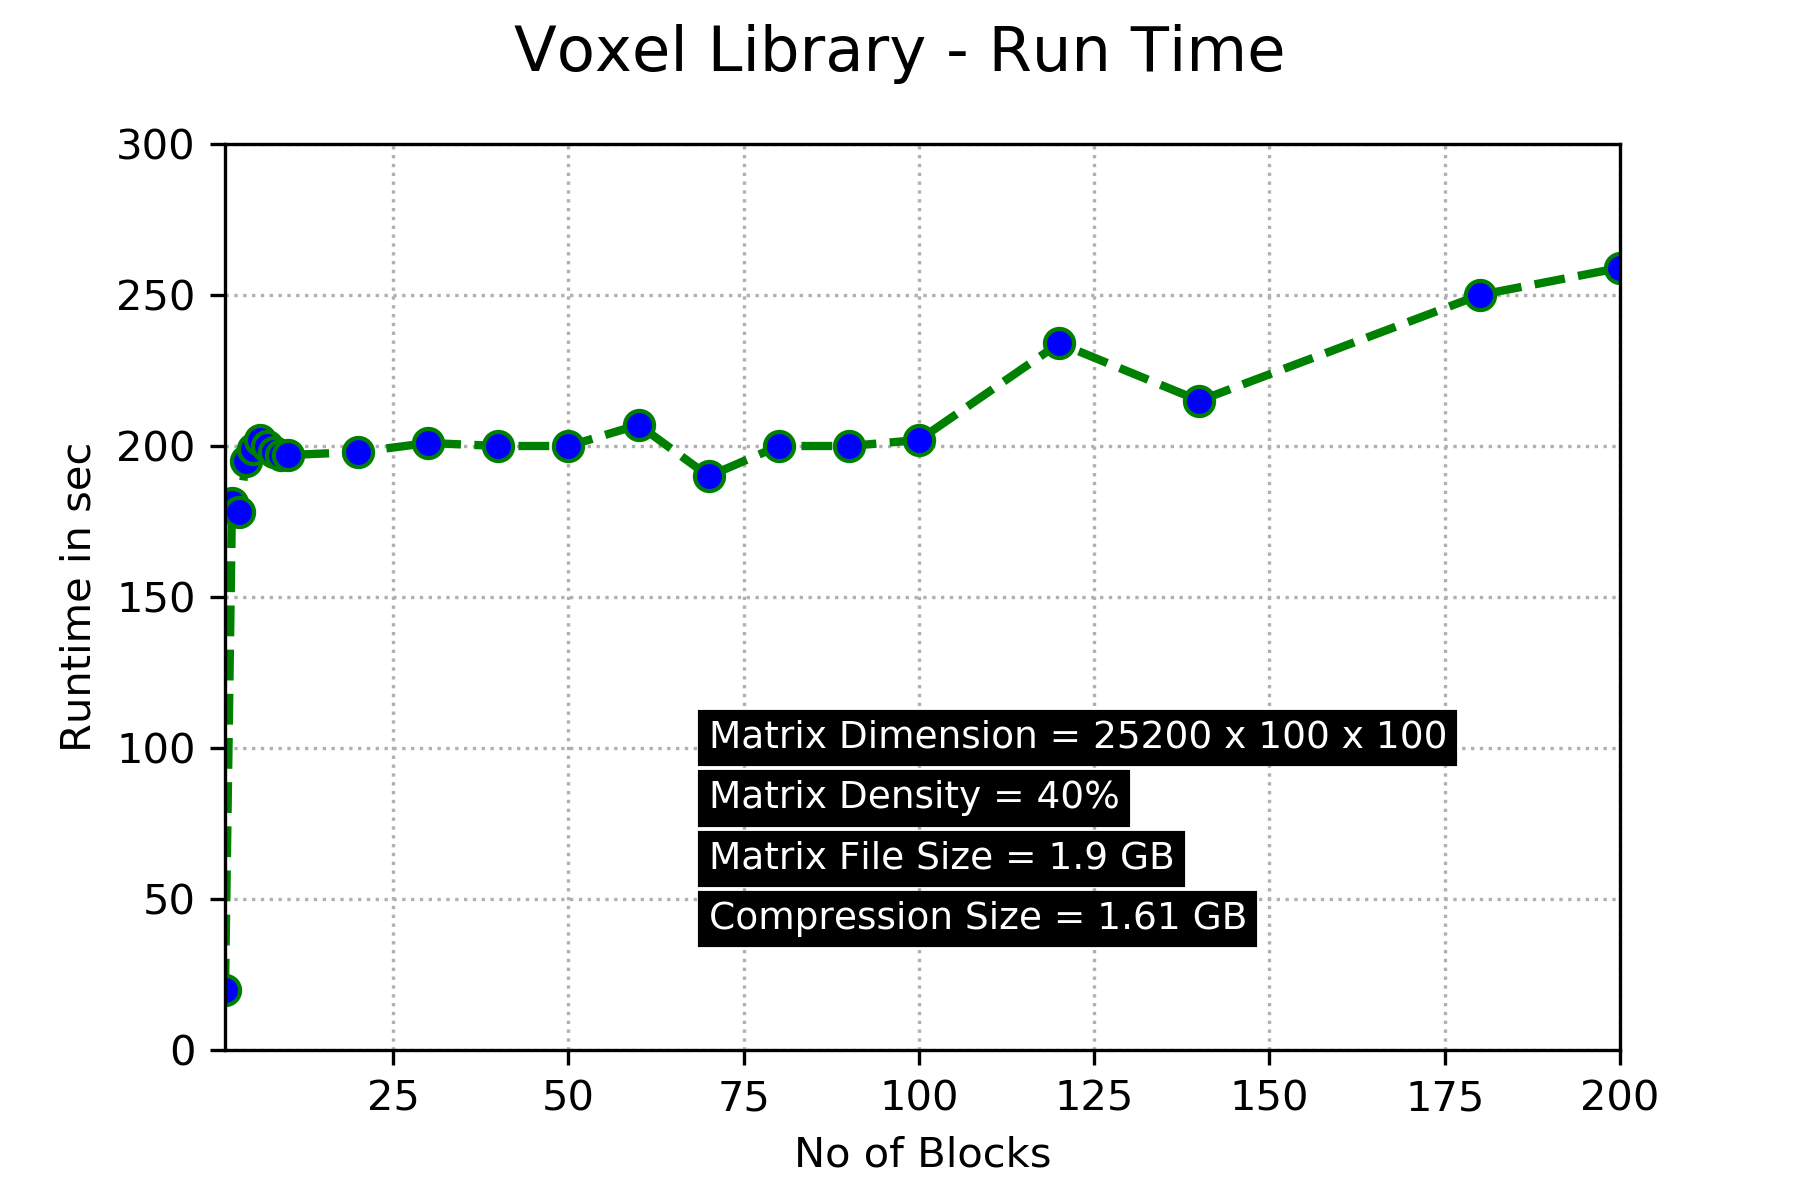 Voxel Library - Run Time
300
250
200
150
100
50
0
Runtime in sec
Matrix Dimension = 25200 x 100 x 100
Matrix Density = 40%
Matrix File Size = 1.9 GB
Compression Size = 1.61 GB
25 50 75 100 125 150 175 200
No of Blocks